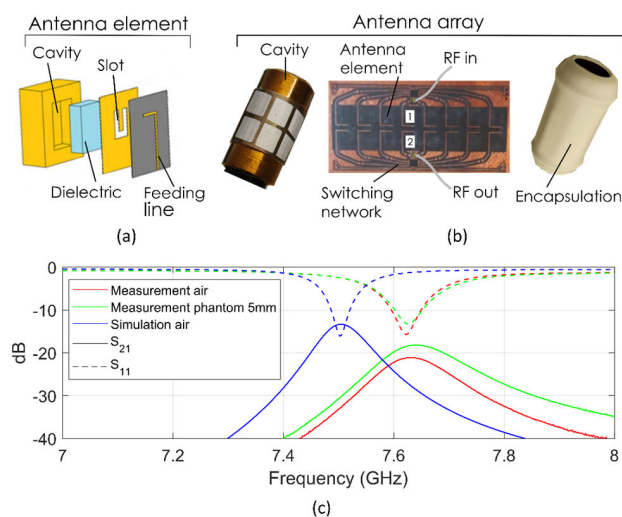 Antenna element
Cavity
Slot
Dielectric
Feeding
line
(a)
Antenna array
Cavity
Antenna
element
RF in
1
2
Switching
network
RF out
Encapsulation
(b)
0
-10
-20
-30
-40
dB
Measurement air
Measurement phantom 5mm
Simulation air
S21
S11
7
7.2
7.4
7.6
7.8
8
Frequency (GHz)
(c)